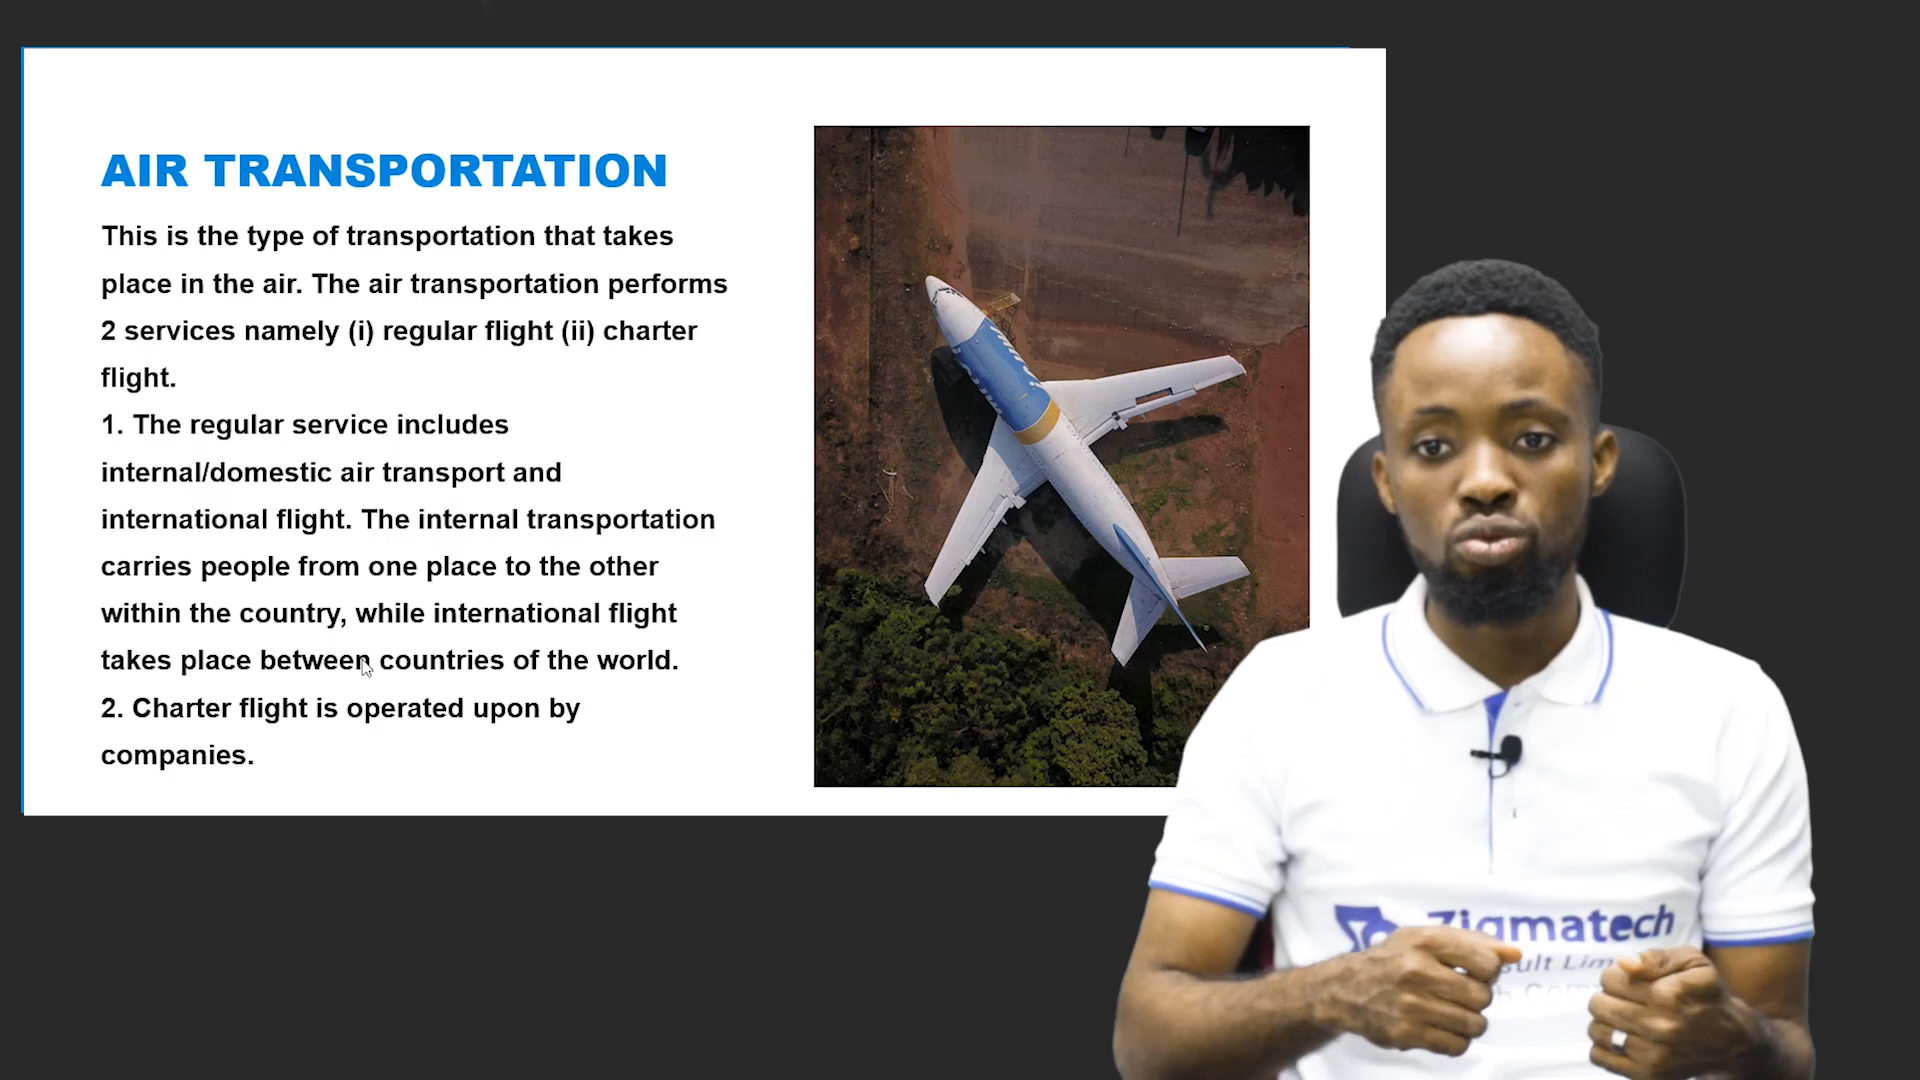 AIR TRANSPORTATION
This is the type of transportation that takes
place in the air. The air transportation performs
2 services namely (i) regular flight (ii) charter
flight.
1. The regular service includes
internal/domestic air transport and
international flight. The internal transportation
carries people from one place to the other
within the country, while international flight
takes place between countries of the world.
2. Charter flight is operated upon by
companies.
Zigmatech